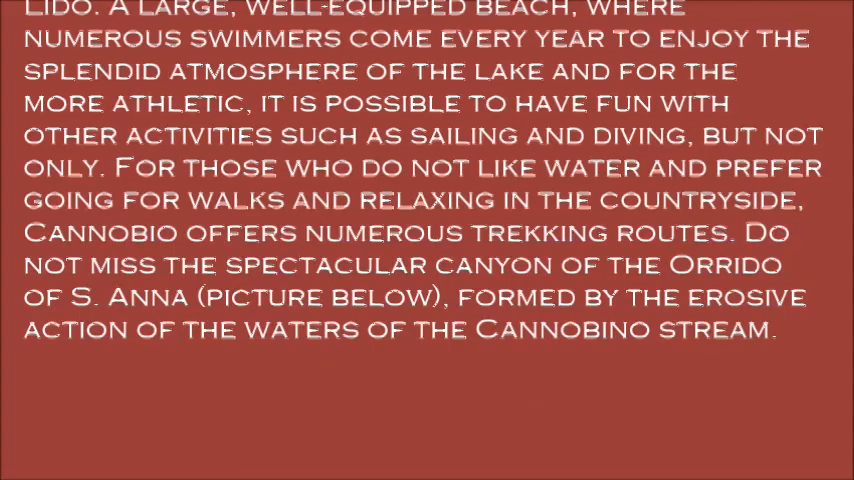 Lido. A large, well-equipped beach, where
numerous swimmers come every year to enjoy the
splendid atmosphere of the lake and for the
more athletic, it is possible to have fun with
other activities such as sailing and diving, but not
only. For those who do not like water and prefer
going for walks and relaxing in the countryside,
Cannobio offers numerous trekking routes. Do
not miss the spectacular canyon of the Orrido
of S. Anna (picture below), formed by the erosive
action of the waters of the Cannobino stream.